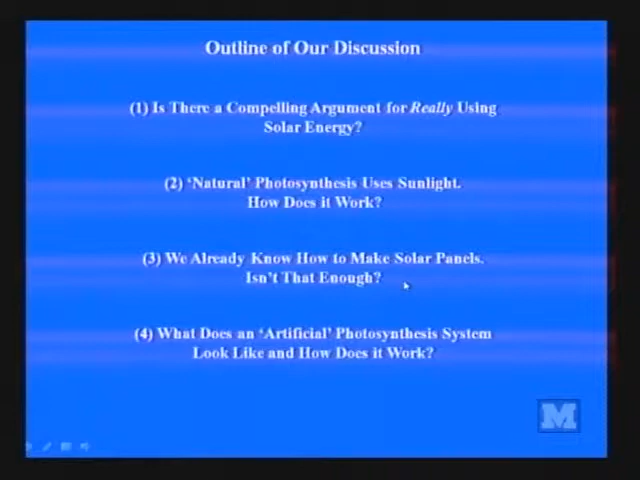 Outline of Our Discussion
(1) Is There a Compelling Argument for Really Using
Solar Energy?
(2) ‘Natural’ Photosynthesis Uses Sunlight.
How Does it Work?
(3) We Already Know How to Make Solar Panels.
Isn’t That Enough?
(4) What Does an ‘Artificial’ Photosynthesis System
Look Like and How Does it Work?
M